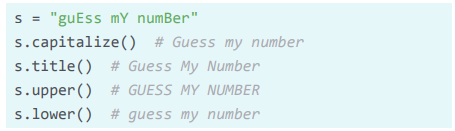 s = "guEss mY numBer"
s.capitalize()  # Guess my number
s.title()  # Guess My Number
s.upper()  # GUESS MY NUMBER
s.lower()  # guess my number